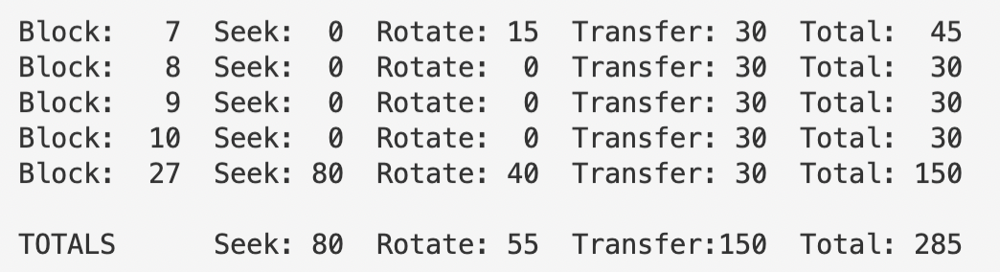 Block:   7  Seek:  0  Rotate: 15  Transfer: 30  Total:  45
Block:   8  Seek:  0  Rotate:  0  Transfer: 30  Total:  30
Block:   9  Seek:  0  Rotate:  0  Transfer: 30  Total:  30
Block:  10  Seek:  0  Rotate:  0  Transfer: 30  Total:  30
Block:  27  Seek: 80  Rotate: 40  Transfer: 30  Total: 150
TOTALS      Seek: 80  Rotate: 55  Transfer:150  Total: 285